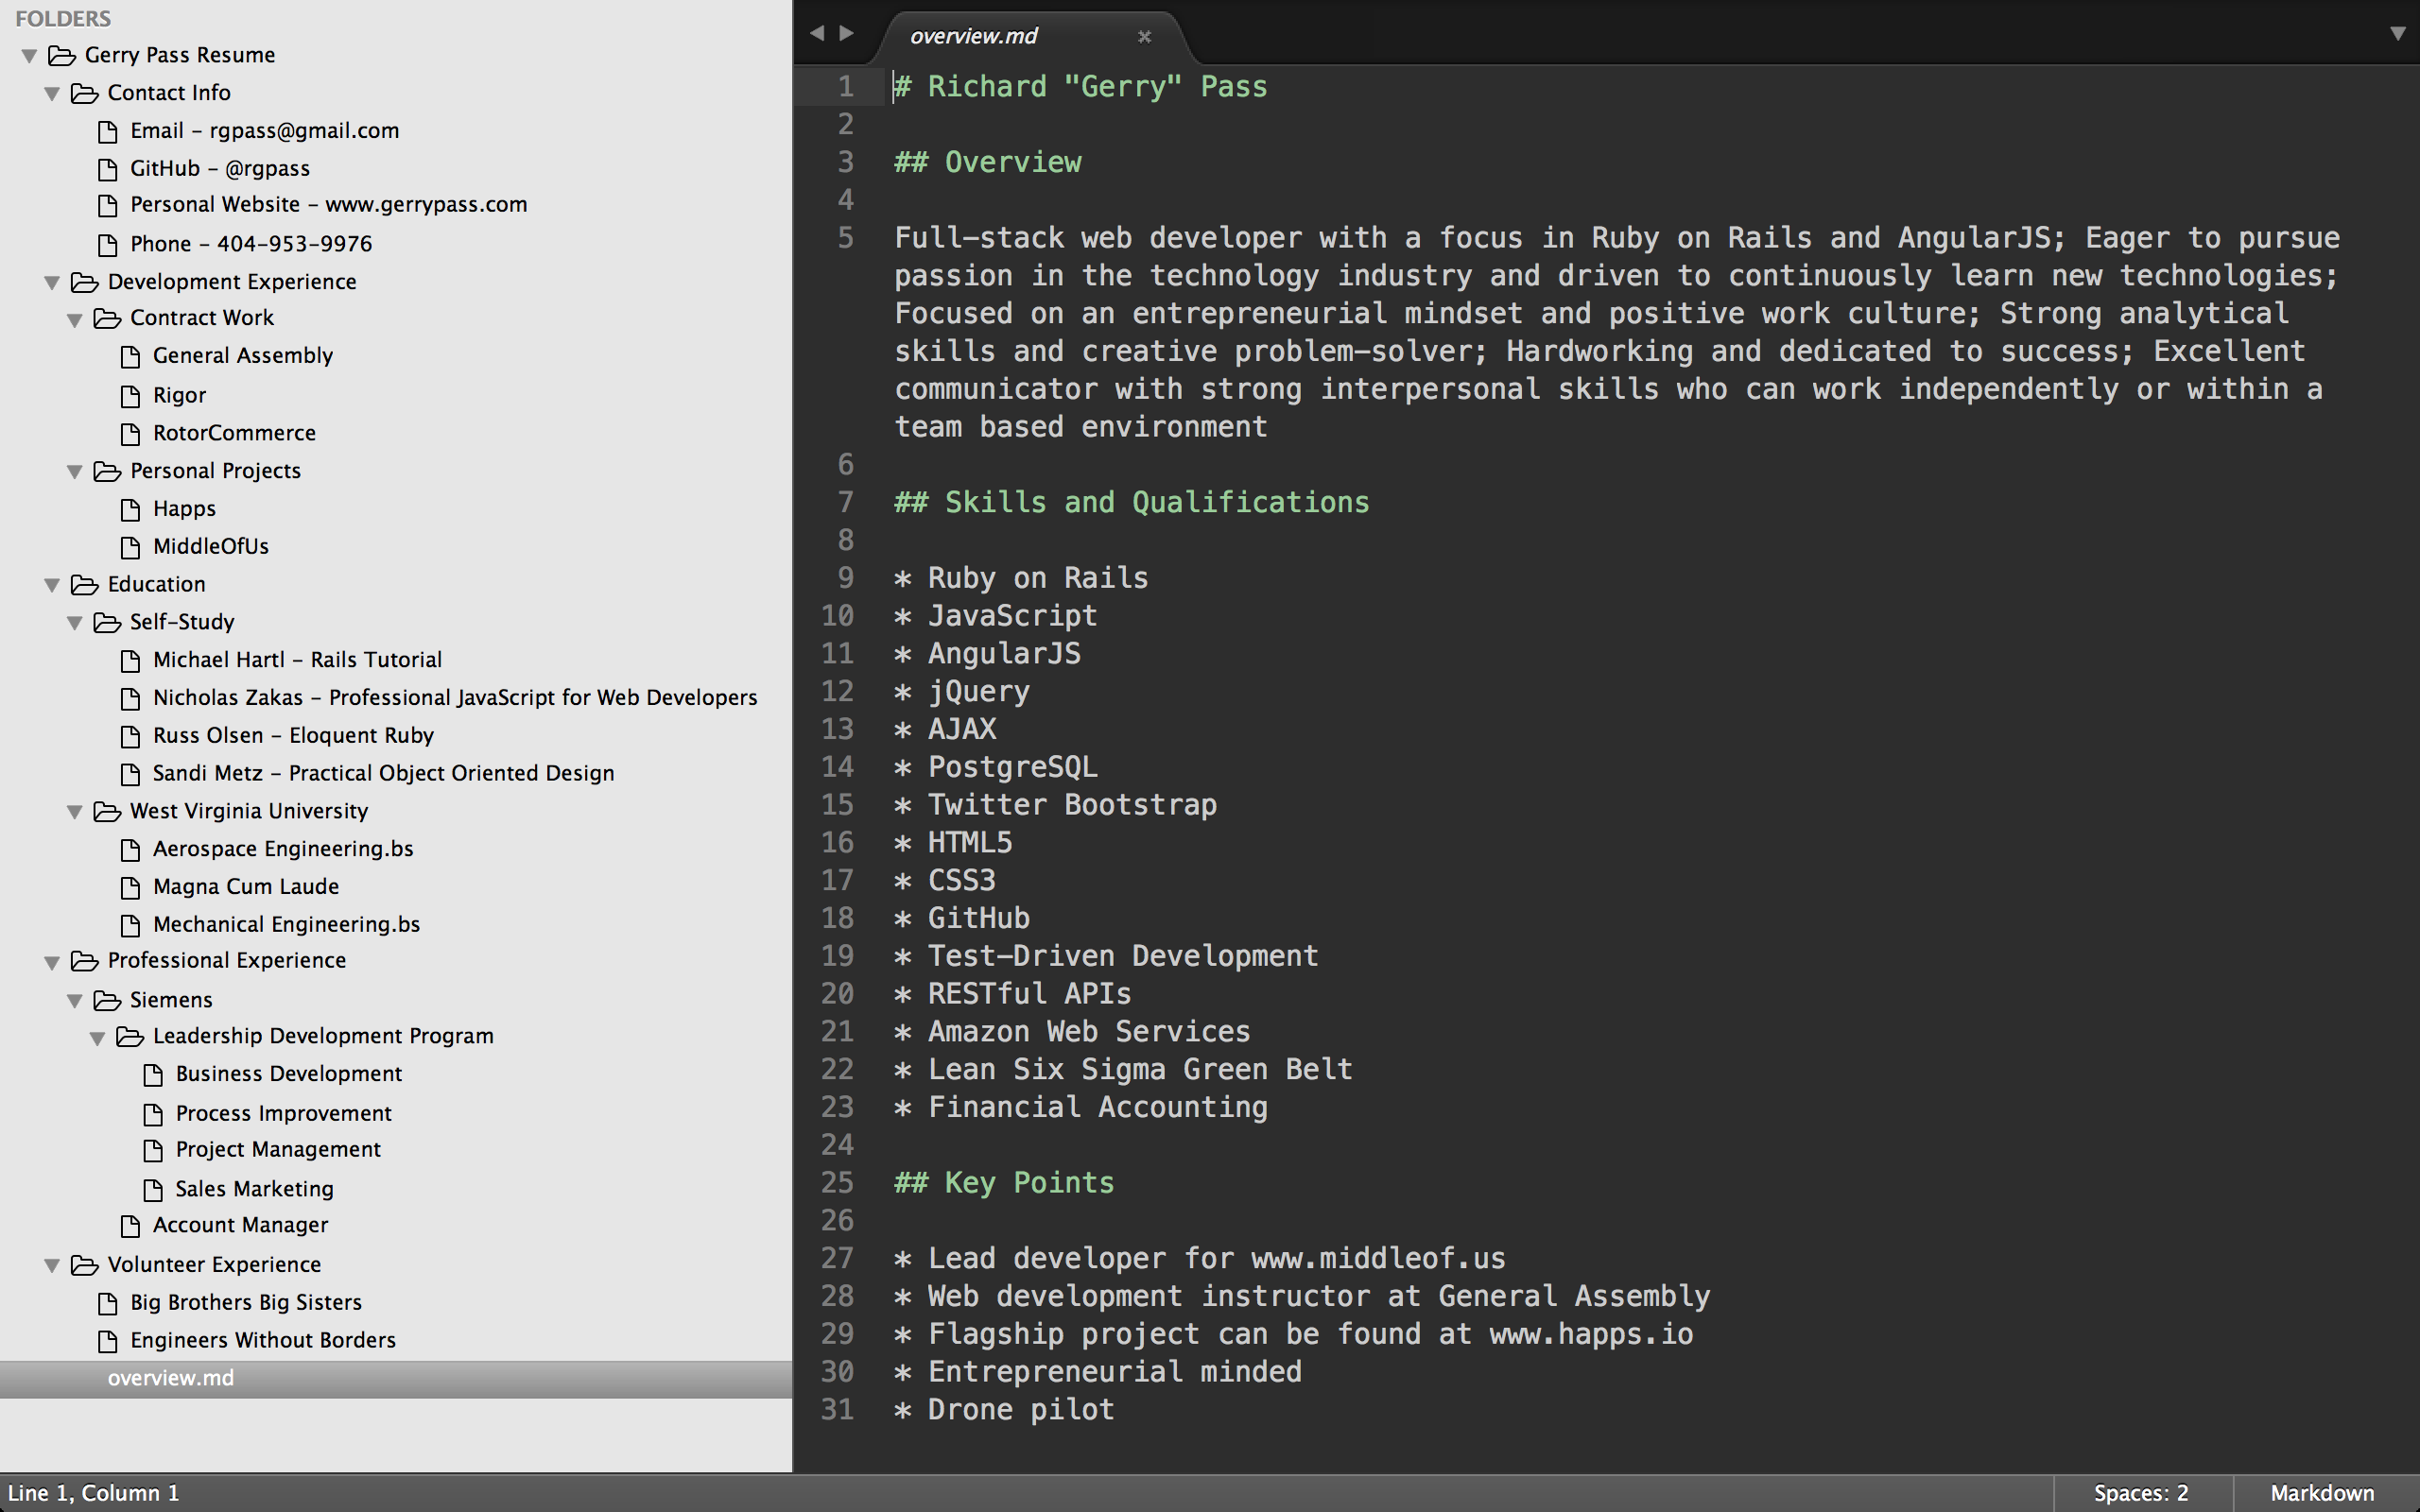 FOLDERS
Gerry Pass Resume
Contact Info
Email – rgpass@gmail.com
GitHub – @rgpass
Personal Website – www.gerrypass.com
Phone – 404-953-9976
Development Experience
Contract Work
General Assembly
Rigor
RotorCommerce
Personal Projects
Happs
MiddleOfUs
Education
Self-Study
Michael Hartl – Rails Tutorial
Nicholas Zakas – Professional JavaScript for Web Developers
Russ Olsen – Eloquent Ruby
Sandi Metz – Practical Object Oriented Design
West Virginia University
Aerospace Engineering.bs
Magna Cum Laude
Mechanical Engineering.bs
Professional Experience
Siemens
Leadership Development Program
Business Development
Process Improvement
Project Management
Sales Marketing
Account Manager
Volunteer Experience
Big Brothers Big Sisters
Engineers Without Borders
overview.md
overview.md
1 # Richard "Gerry" Pass
2
3 ## Overview
4
5 Full-stack web developer with a focus in Ruby on Rails and AngularJS; Eager to pursue
passion in the technology industry and driven to continuously learn new technologies;
Focused on an entrepreneurial mindset and positive work culture; Strong analytical
skills and creative problem-solver; Hardworking and dedicated to success; Excellent
communicator with strong interpersonal skills who can work independently or within a
team based environment
6
7 ## Skills and Qualifications
8
9 * Ruby on Rails
10 * JavaScript
11 * AngularJS
12 * jQuery
13 * AJAX
14 * PostgreSQL
15 * Twitter Bootstrap
16 * HTML5
17 * CSS3
18 * GitHub
19 * Test-Driven Development
20 * RESTful APIs
21 * Amazon Web Services
22 * Lean Six Sigma Green Belt
23 * Financial Accounting
24
25 ## Key Points
26
27 * Lead developer for www.middleof.us
28 * Web development instructor at General Assembly
29 * Flagship project can be found at www.happs.io
30 * Entrepreneurial minded
31 * Drone pilot
Line 1, Column 1
Spaces: 2
Markdown